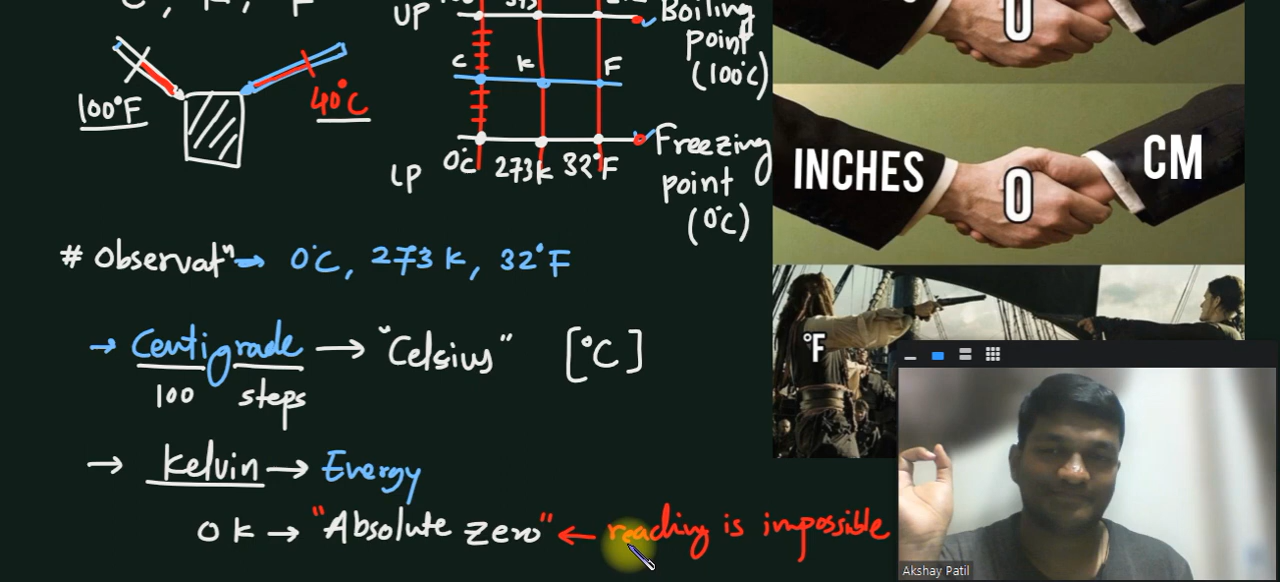 UP
Boiling
point
(100°C)
C K F
100°F
40°C
Freezing
point
(0°C)
LP
0°C 273K 32°F
# Observatⁿ → 0°C, 273 K, 32°F
→ Centigrade → "Celsius" [°C]
100 steps
→ Kelvin → Energy
0 K → "Absolute zero" ← reading is impossible
0
INCHES 0 CM
°F
Akshay Patil